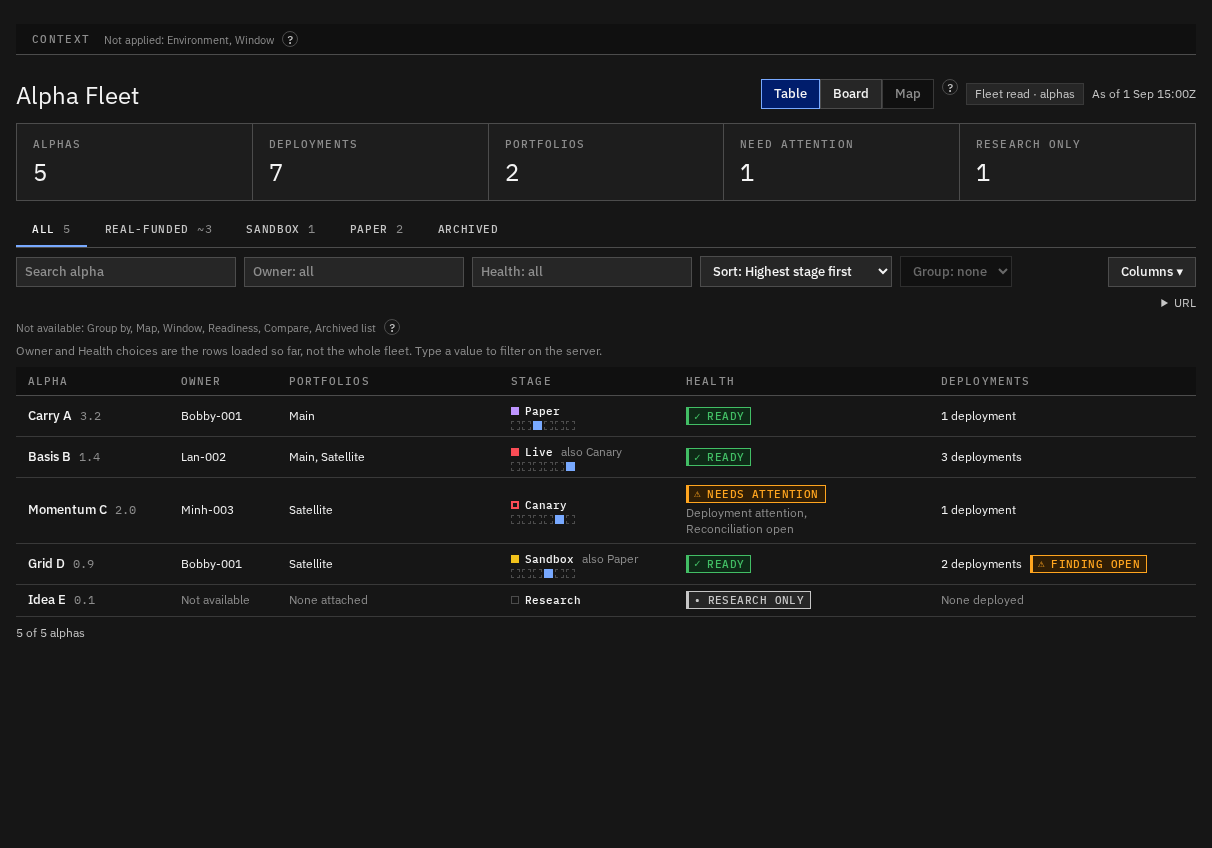 CONTEXT Not applied: Environment, Window ?
Alpha Fleet Table Board Map ? Fleet read · alphas As of 1 Sep 15:00Z
ALPHAS DEPLOYMENTS PORTFOLIOS NEED ATTENTION RESEARCH ONLY
5 7 2 1 1
ALL 5 REAL-FUNDED ~3 SANDBOX 1 PAPER 2 ARCHIVED
Search alpha Owner: all Health: all Sort: Highest stage first Group: none Columns ▾
▶ URL
Not available: Group by, Map, Window, Readiness, Compare, Archived list ?
Owner and Health choices are the rows loaded so far, not the whole fleet. Type a value to filter on the server.
ALPHA OWNER PORTFOLIOS STAGE HEALTH DEPLOYMENTS
Carry A 3.2 Bobby-001 Main Paper ✓ READY 1 deployment
Basis B 1.4 Lan-002 Main, Satellite Live also Canary ✓ READY 3 deployments
Momentum C 2.0 Minh-003 Satellite Canary ⚠ NEEDS ATTENTION 1 deployment
Deployment attention,
Reconciliation open
Grid D 0.9 Bobby-001 Satellite Sandbox also Paper ✓ READY 2 deployments ⚠ FINDING OPEN
Idea E 0.1 Not available None attached Research • RESEARCH ONLY None deployed
5 of 5 alphas